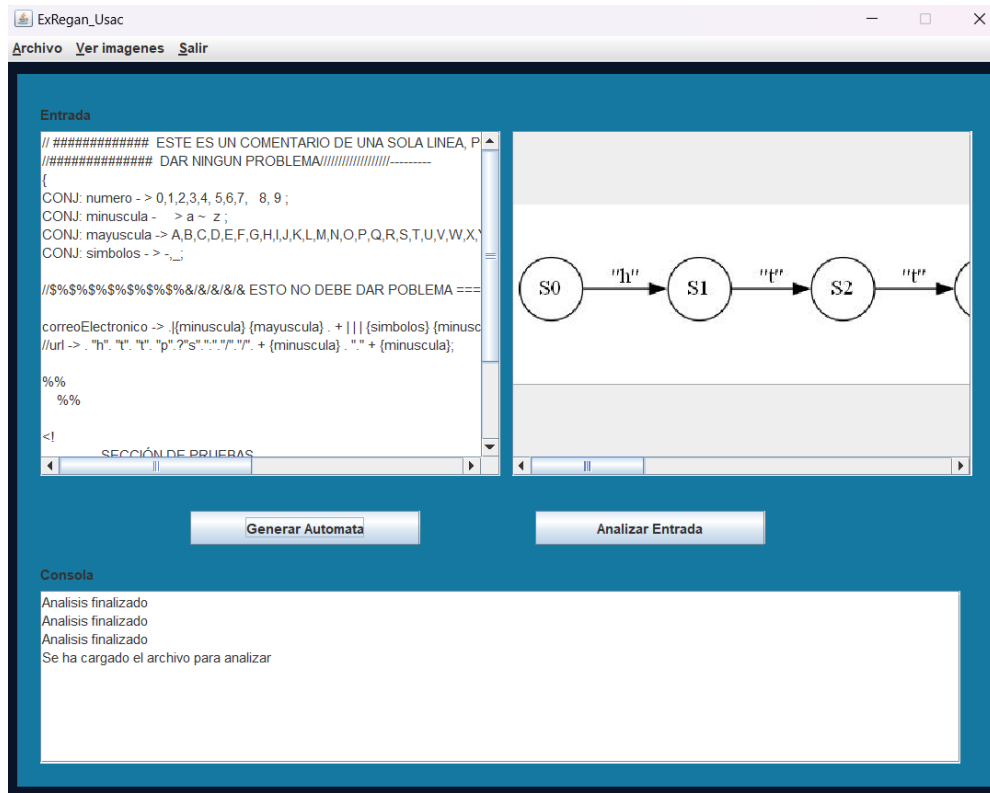 ExRegan_Usac
Archivo Ver imagenes Salir
Entrada
// ############# ESTE ES UN COMENTARIO DE UNA SOLA LINEA, P
//############## DAR NINGUN PROBLEMA///////////////////---------
{
CONJ: numero - > 0,1,2,3,4, 5,6,7, 8, 9 ;
CONJ: minuscula - > a ~ z ;
CONJ: mayuscula -> A,B,C,D,E,F,G,H,I,J,K,L,M,N,O,P,Q,R,S,T,U,V,W,X,Y
CONJ: simbolos - > -,_;
//$%$%$%$%$%$%$%&/&/&/&/& ESTO NO DEBE DAR POBLEMA ===
correoElectronico -> .|{minuscula} {mayuscula} . + | | | {simbolos} {minusc
//url -> . "h". "t". "t". "p".?"s".":"."/"."/". + {minuscula} . "." + {minuscula};
%%
%%
<!
SECCIÓN DE PRUEBAS
S0 "h" S1 "t" S2 "t"
Generar Automata Analizar Entrada
Consola
Analisis finalizado
Analisis finalizado
Analisis finalizado
Se ha cargado el archivo para analizar